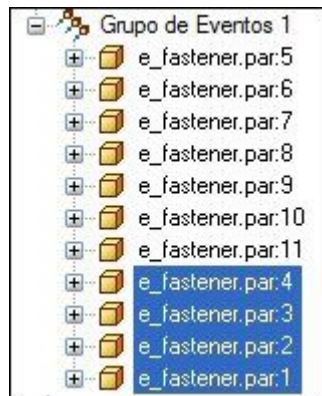 Grupo de Eventos 1
e_fastener.par:5
e_fastener.par:6
e_fastener.par:7
e_fastener.par:8
e_fastener.par:9
e_fastener.par:10
e_fastener.par:11
e_fastener.par:4
e_fastener.par:3
e_fastener.par:2
e_fastener.par:1